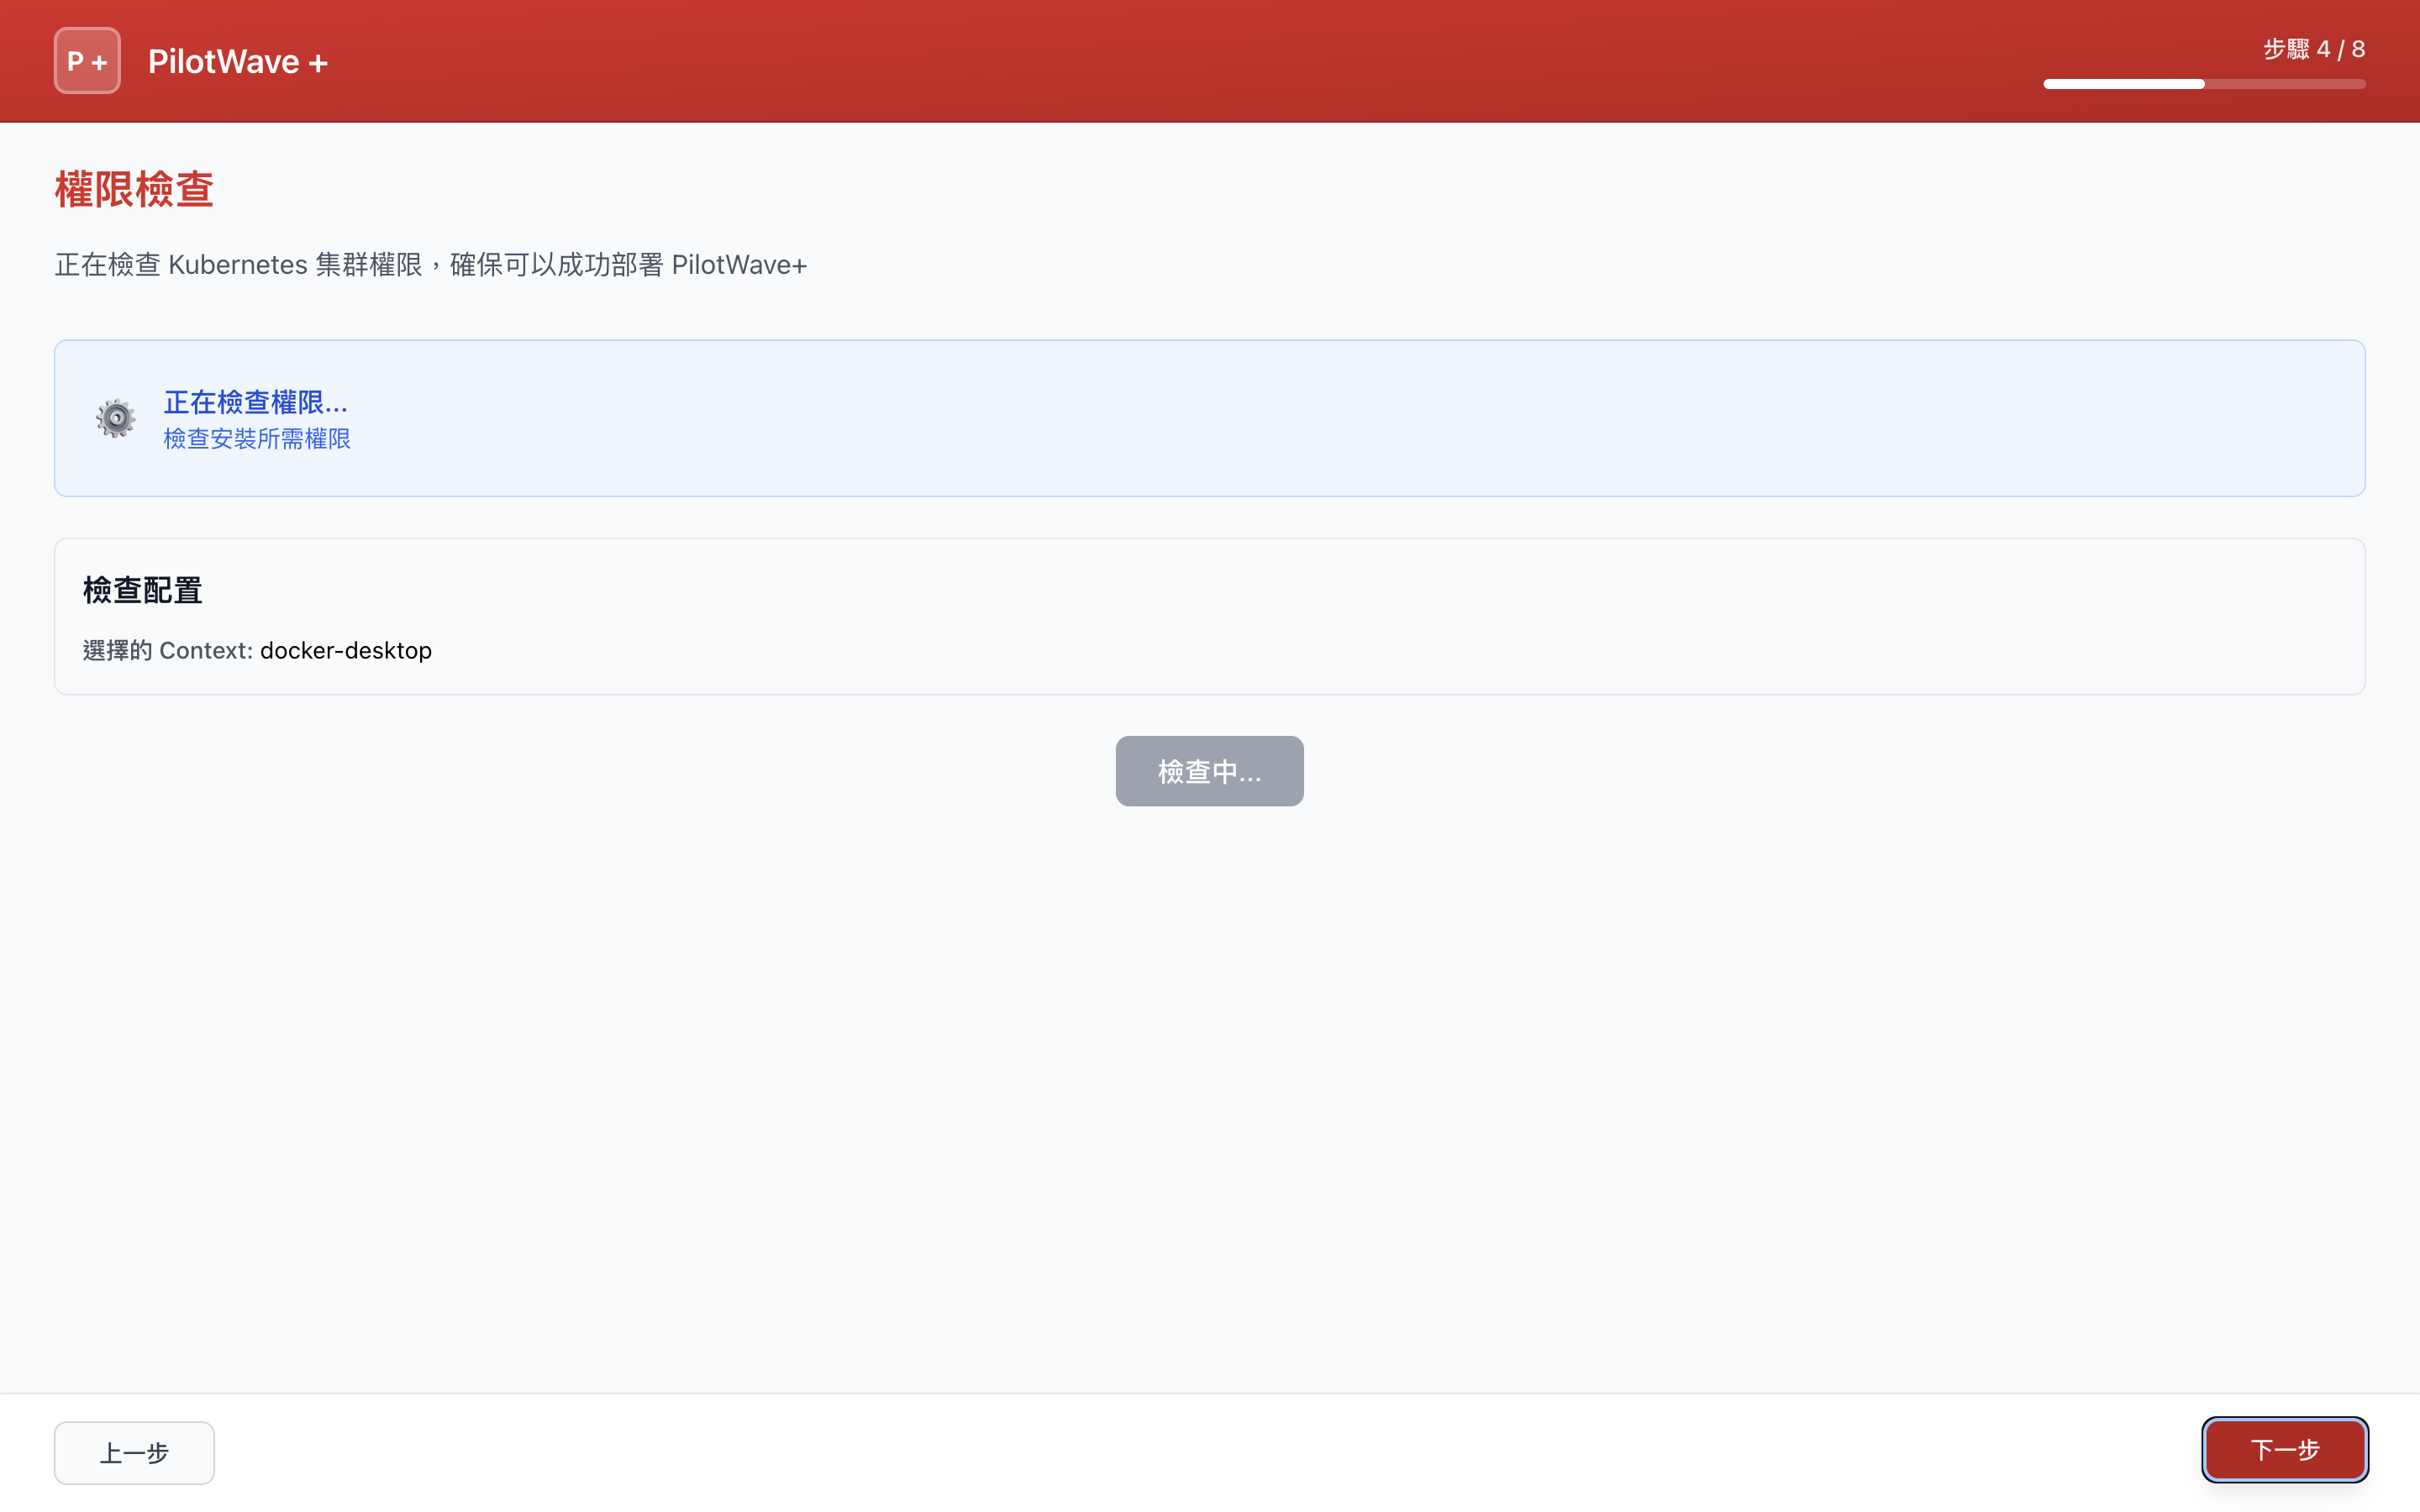 P +
PilotWave +
步驟 4 / 8
權限檢查
正在檢查 Kubernetes 集群權限，確保可以成功部署 PilotWave+
正在檢查權限...
檢查安裝所需權限
檢查配置
選擇的 Context: docker-desktop
檢查中...
上一步
下一步